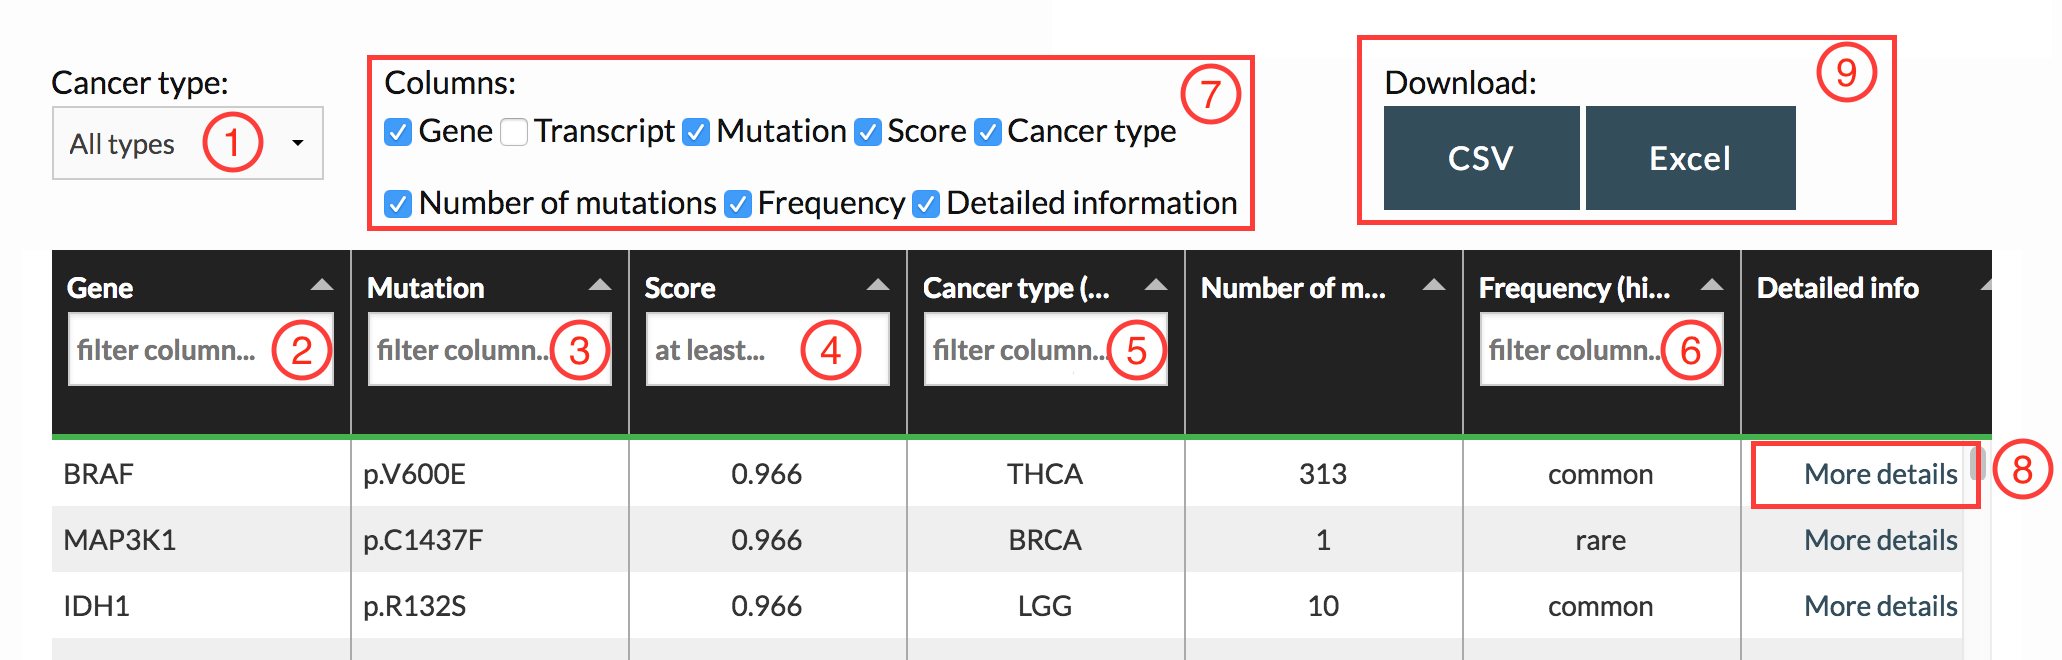 Cancer type:
All types 1
Columns: 7
Gene Transcript Mutation Score Cancer type
Number of mutations Frequency Detailed information
Download: 9
CSV Excel
Gene Mutation Score Cancer type (... Number of m... Frequency (hi... Detailed info
filter column... 2 filter column... 3 at least... 4 filter column... 5 filter column... 6
BRAF p.V600E 0.966 THCA 313 common More details 8
MAP3K1 p.C1437F 0.966 BRCA 1 rare More details
IDH1 p.R132S 0.966 LGG 10 common More details